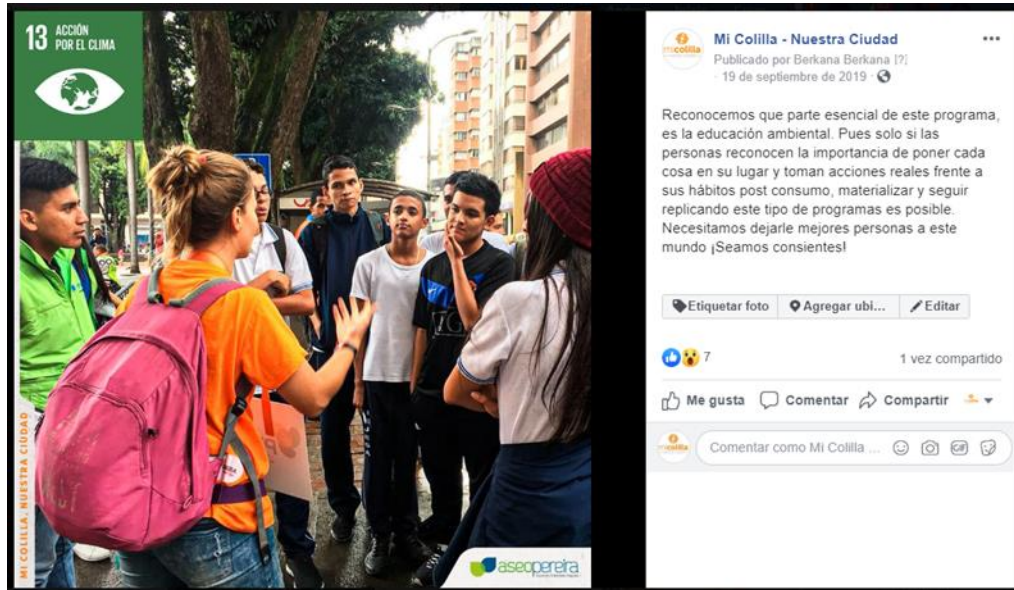 13 ACCIÓN
POR EL CLIMA
MI COLILLA, NUESTRA CIUDAD
aseopereira
micolilla
Mi Colilla - Nuestra Ciudad
Publicado por Berkana Berkana [?]
· 19 de septiembre de 2019 ·
Reconocemos que parte esencial de este programa,
es la educación ambiental. Pues solo si las
personas reconocen la importancia de poner cada
cosa en su lugar y toman acciones reales frente a
sus hábitos post consumo, materializar y seguir
replicando este tipo de programas es posible.
Necesitamos dejarle mejores personas a este
mundo ¡Seamos consientes!
Etiquetar foto Agregar ubi... Editar
7 1 vez compartido
Me gusta Comentar Compartir
Comentar como Mi Colilla ... GIF